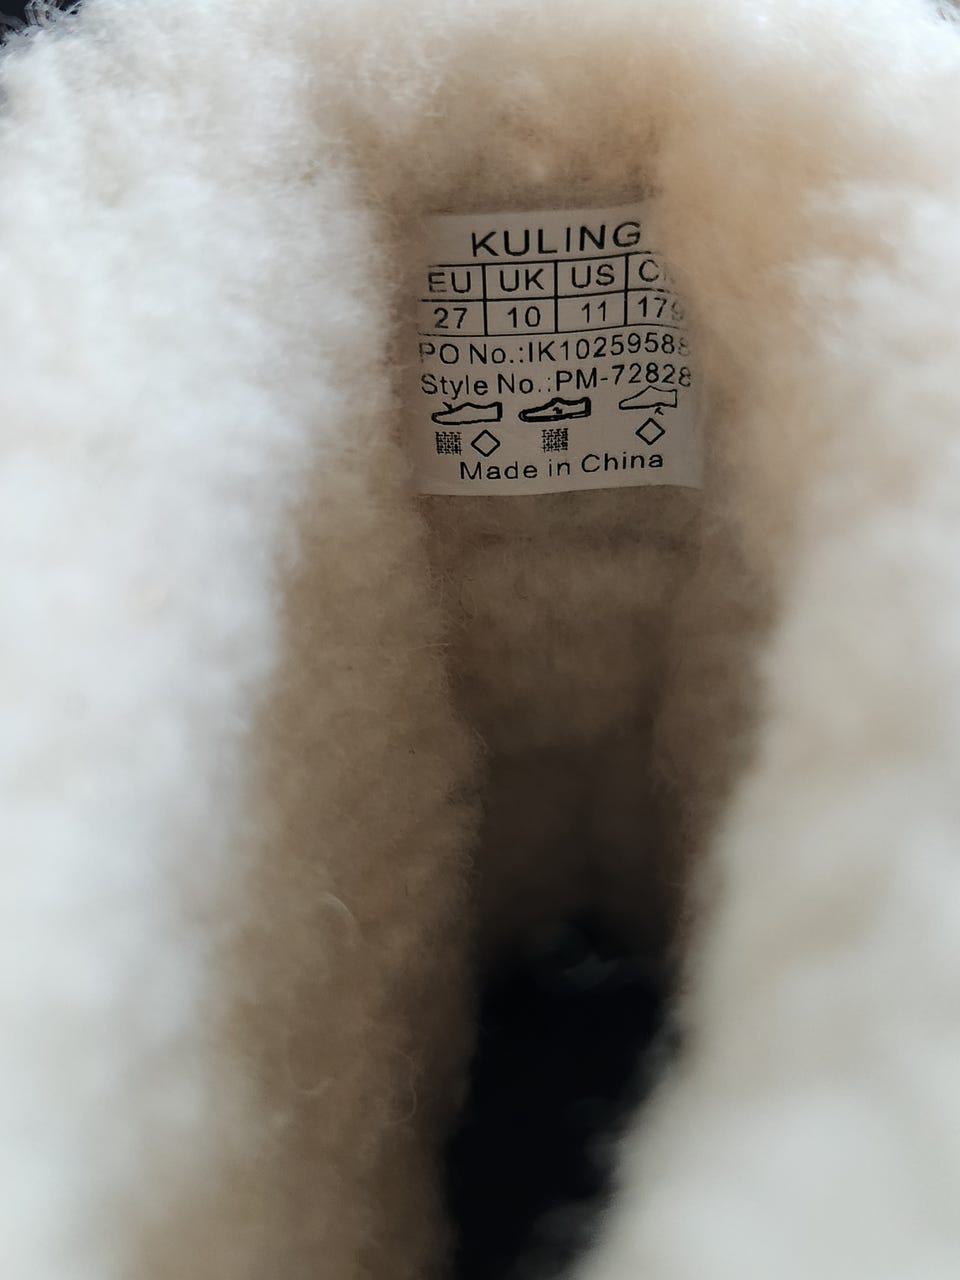 KULING
EU UK US
27 10 11
PO No.:IK10259588
Style No.:PM-72828
Made in China